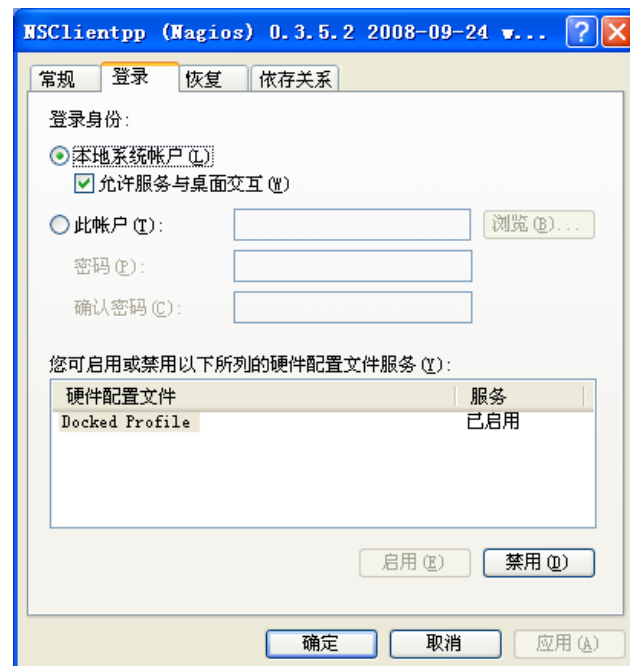 NSClientpp (Nagios) 0.3.5.2 2008-09-24 w...
常规 登录 恢复 依存关系
登录身份:
本地系统帐户(L)
允许服务与桌面交互(W)
此帐户(T): 浏览(B)...
密码(P):
确认密码(C):
您可启用或禁用以下所列的硬件配置文件服务(Y):
硬件配置文件 服务
Docked Profile 已启用
启用(E) 禁用(D)
确定 取消 应用(A)